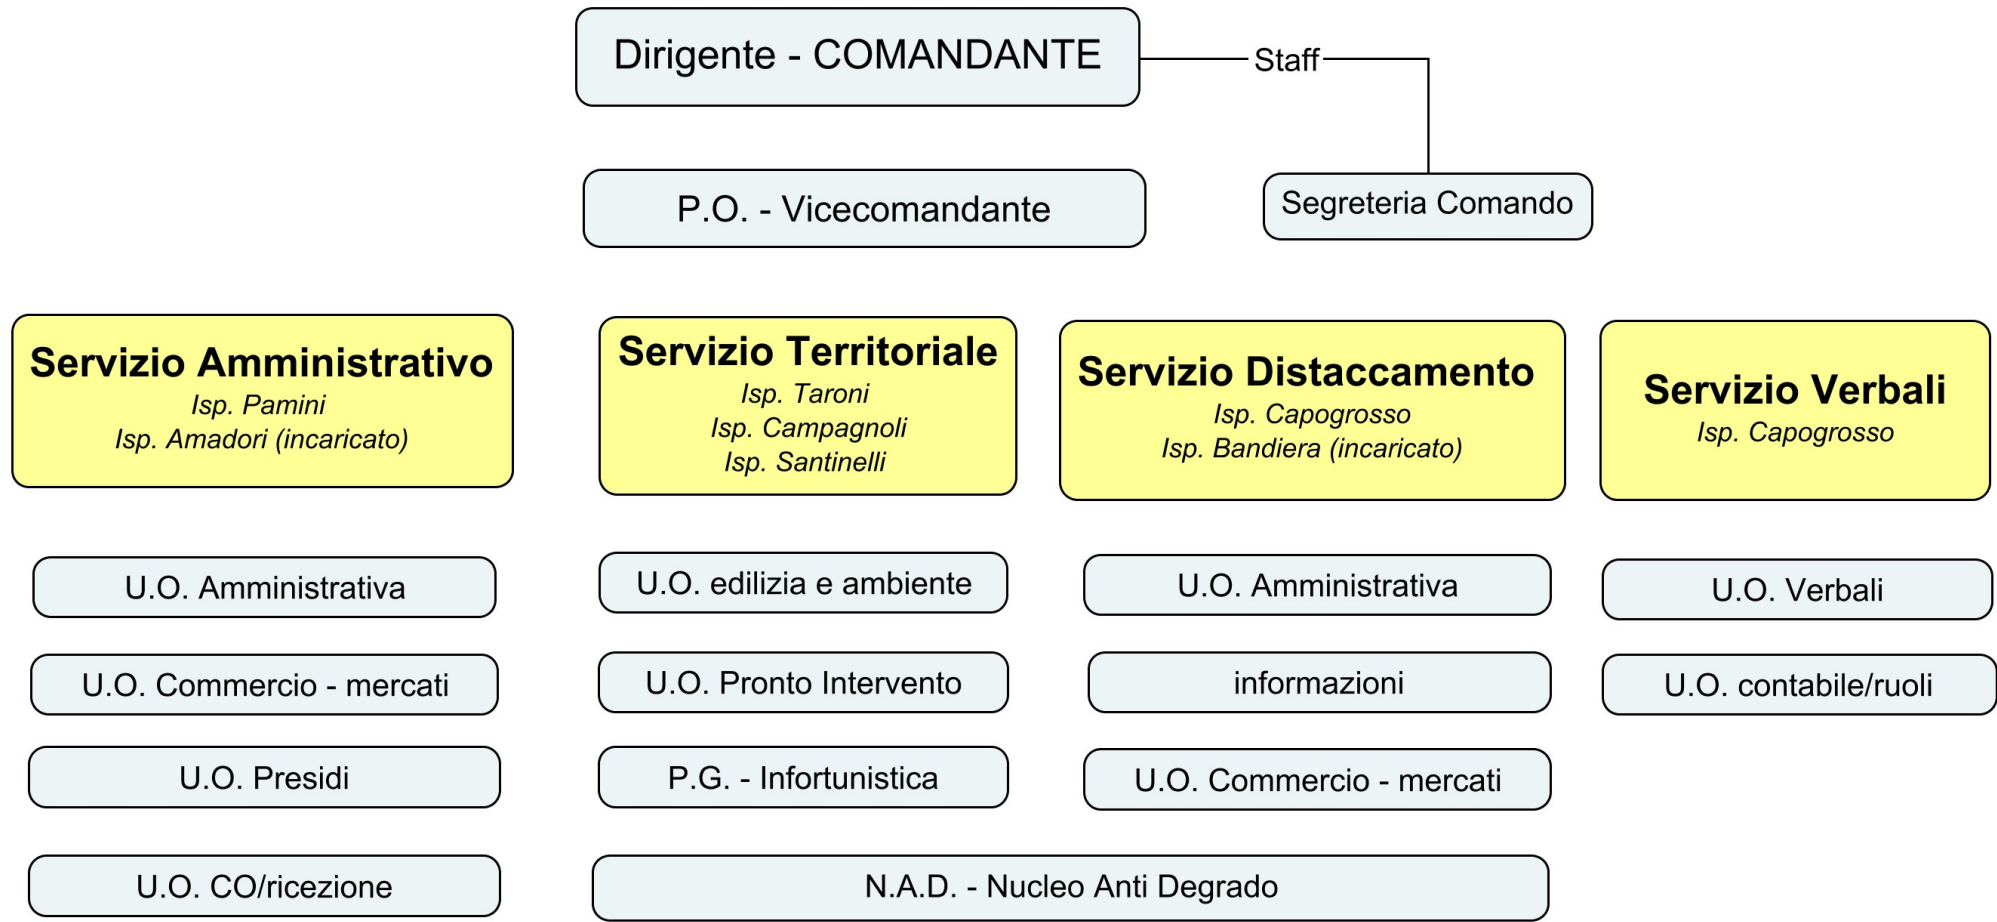 Dirigente - COMANDANTE
Staff
P.O. - Vicecomandante
Segreteria Comando
Servizio Amministrativo
Isp. Pamini
Isp. Amadori (incaricato)
Servizio Territoriale
Isp. Taroni
Isp. Campagnoli
Isp. Santinelli
Servizio Distaccamento
Isp. Capogrosso
Isp. Bandiera (incaricato)
Servizio Verbali
Isp. Capogrosso
U.O. Amministrativa
U.O. Commercio - mercati
U.O. Presidi
U.O. CO/ricezione
U.O. edilizia e ambiente
U.O. Pronto Intervento
P.G. - Infortunistica
U.O. Amministrativa
informazioni
U.O. Commercio - mercati
N.A.D. - Nucleo Anti Degrado
U.O. Verbali
U.O. contabile/ruoli